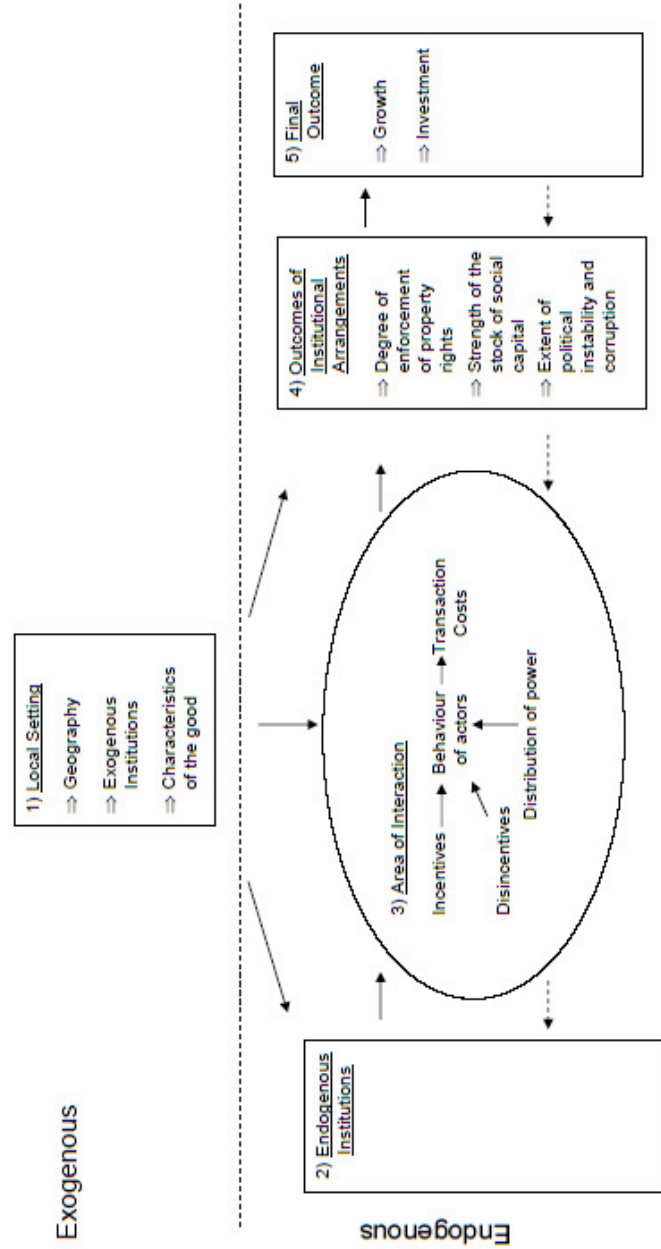 Exogenous
1) Local Setting
⇒ Geography
⇒ Exogenous
Institutions
⇒ Characteristics
of the good
Endogenous
2) Endogenous
Institutions
3) Area of Interaction
Incentives
Behaviour
of actors
Transaction
Costs
Disincentives
Distribution of power
4) Outcomes of
Institutional
Arrangements
⇒ Degree of
enforcement
of property
rights
⇒ Strength of the
stock of social
capital
⇒ Extent of
political
instability and
corruption
5) Final
Outcome
⇒ Growth
⇒ Investment